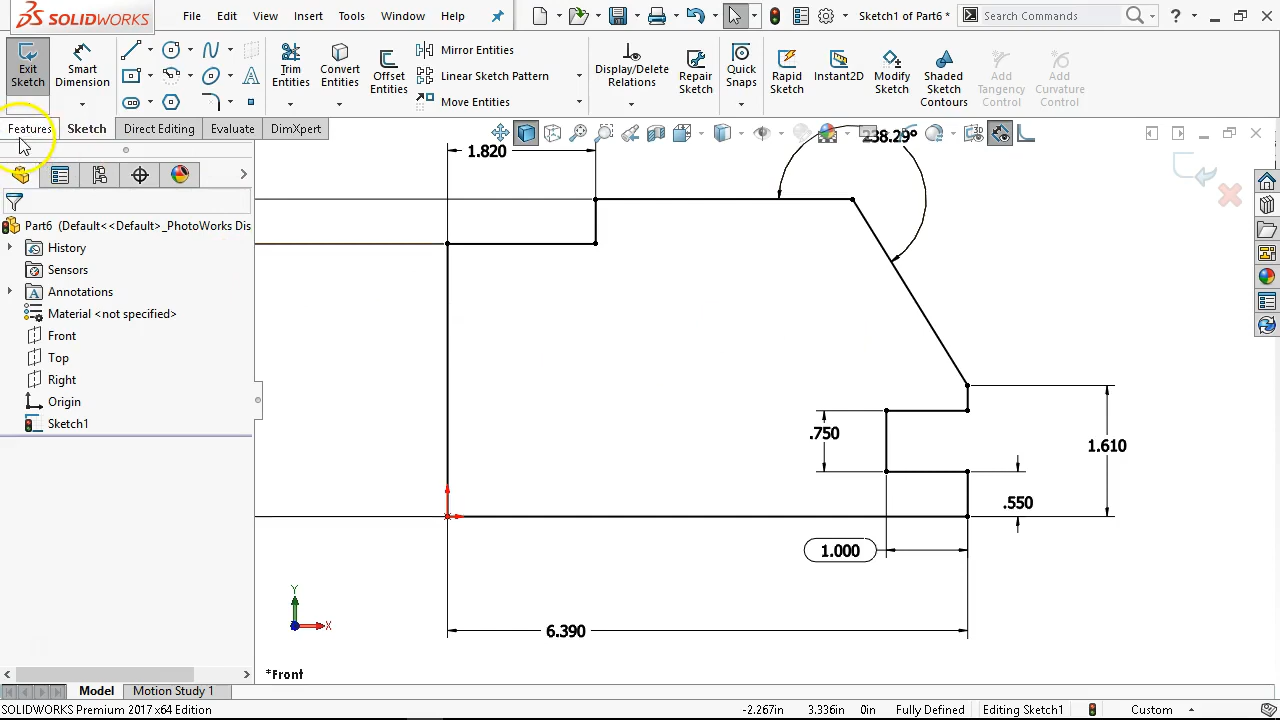 SOLIDWORKS File Edit View Insert Tools Window Help Sketch1 of Part6 * Search Commands ?
Exit Sketch
Smart Dimension
Trim Entities
Convert Entities
Offset Entities
Mirror Entities
Linear Sketch Pattern
Move Entities
Display/Delete Relations
Repair Sketch
Quick Snaps
Rapid Sketch
Instant2D
Modify Sketch
Shaded Sketch Contours
Add Tangency Control
Add Curvature Control
Features Sketch Direct Editing Evaluate DimXpert
238.29°
1.820
Part6 (Default<<Default>_PhotoWorks Dis
History
Sensors
Annotations
Material <not specified>
Front
Top
Right
Origin
Sketch1
.750
1.610
.550
1.000
6.390
Y
X
*Front
Model Motion Study 1
SOLIDWORKS Premium 2017 x64 Edition -2.267in 3.336in 0in Fully Defined Editing Sketch1 Custom